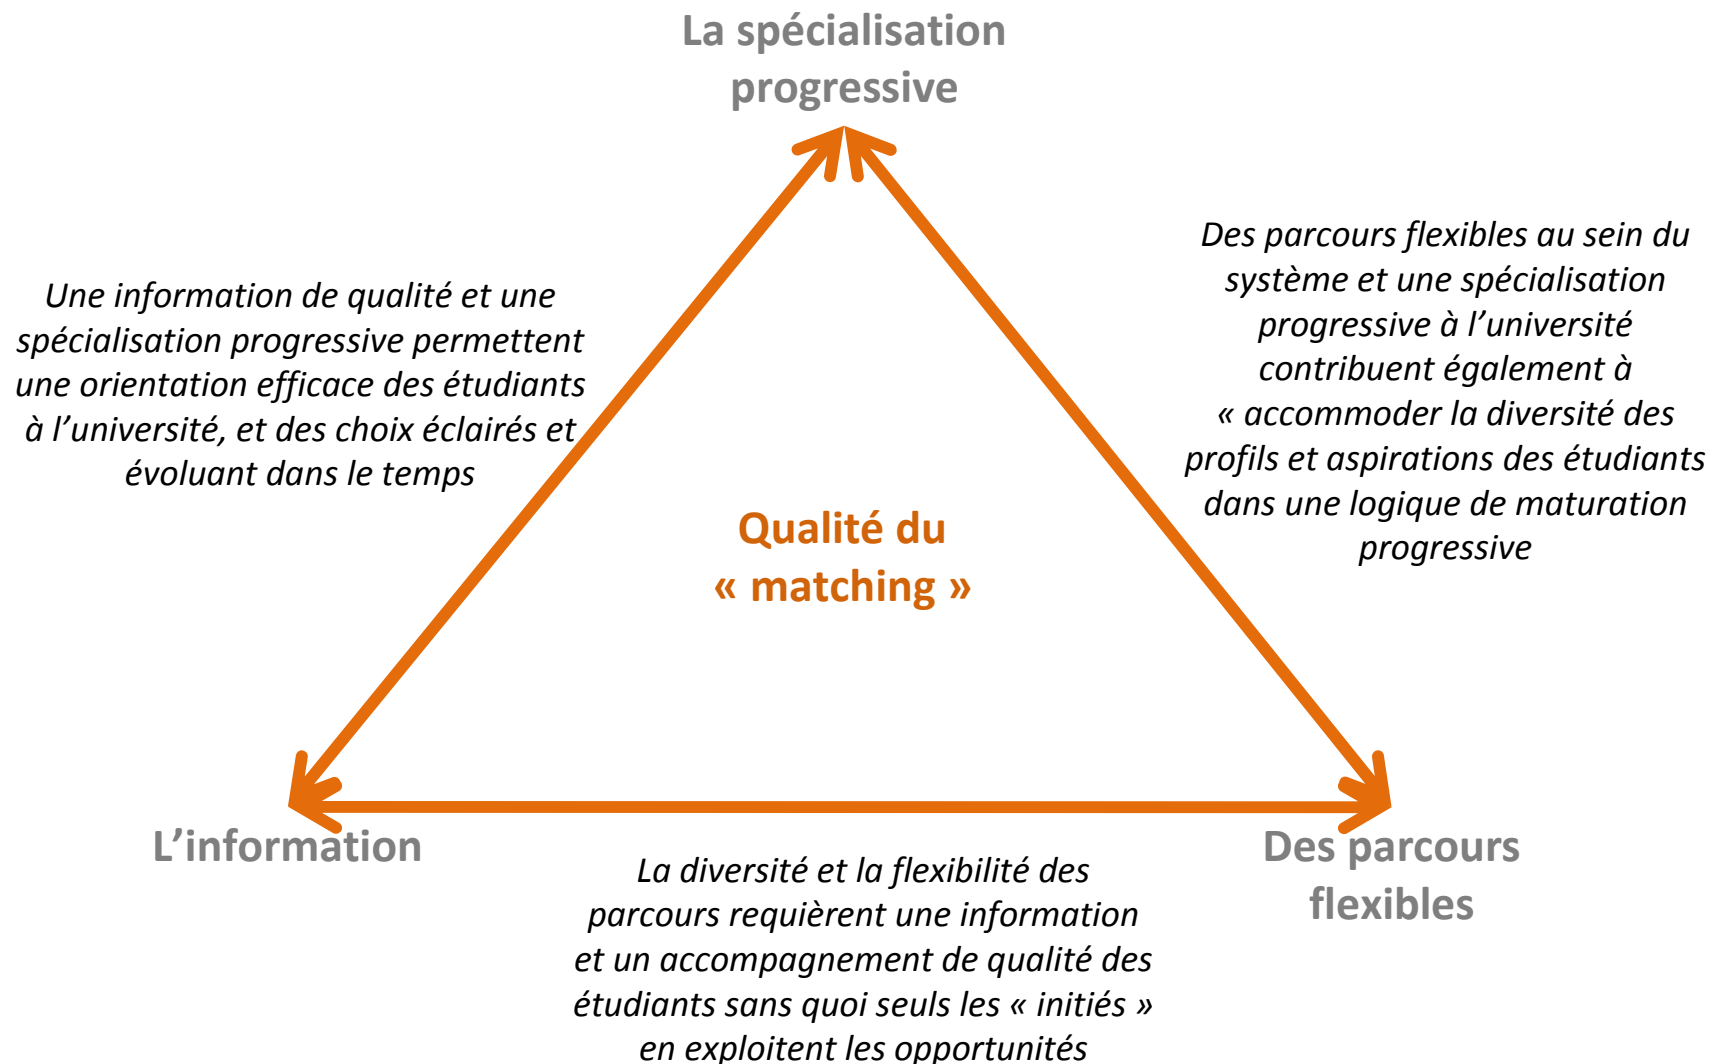 La spécialisation
progressive
Une information de qualité et une
spécialisation progressive permettent
une orientation efficace des étudiants
à l’université, et des choix éclairés et
évoluant dans le temps
Des parcours flexibles au sein du
système et une spécialisation
progressive à l’université
contribuent également à
« accommoder la diversité des
profils et aspirations des étudiants
dans une logique de maturation
progressive
Qualité du
« matching »
L’information
Des parcours
flexibles
La diversité et la flexibilité des
parcours requièrent une information
et un accompagnement de qualité des
étudiants sans quoi seuls les « initiés »
en exploitent les opportunités